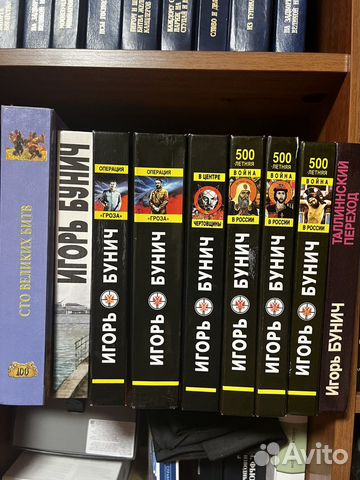 СТО ВЕЛИКИХ БИТВ
100
ИГОРЬ БУНИЧ
ОПЕРАЦИЯ
"ГРОЗА"
ИГОРЬ БУНИЧ
ОПЕРАЦИЯ
"ГРОЗА"
ИГОРЬ БУНИЧ
В ЦЕНТРЕ
ЧЕРТОВЩИНЫ
ИГОРЬ БУНИЧ
500-ЛЕТНЯЯ
ВОЙНА
В РОССИИ
ИГОРЬ БУНИЧ
500-ЛЕТНЯЯ
ВОЙНА
В РОССИИ
ИГОРЬ БУНИЧ
500-ЛЕТНЯЯ
ВОЙНА
В РОССИИ
ИГОРЬ БУНИЧ
ТАЛЛИННСКИЙ
ПЕРЕХОД
Игорь БУНИЧ
Avito